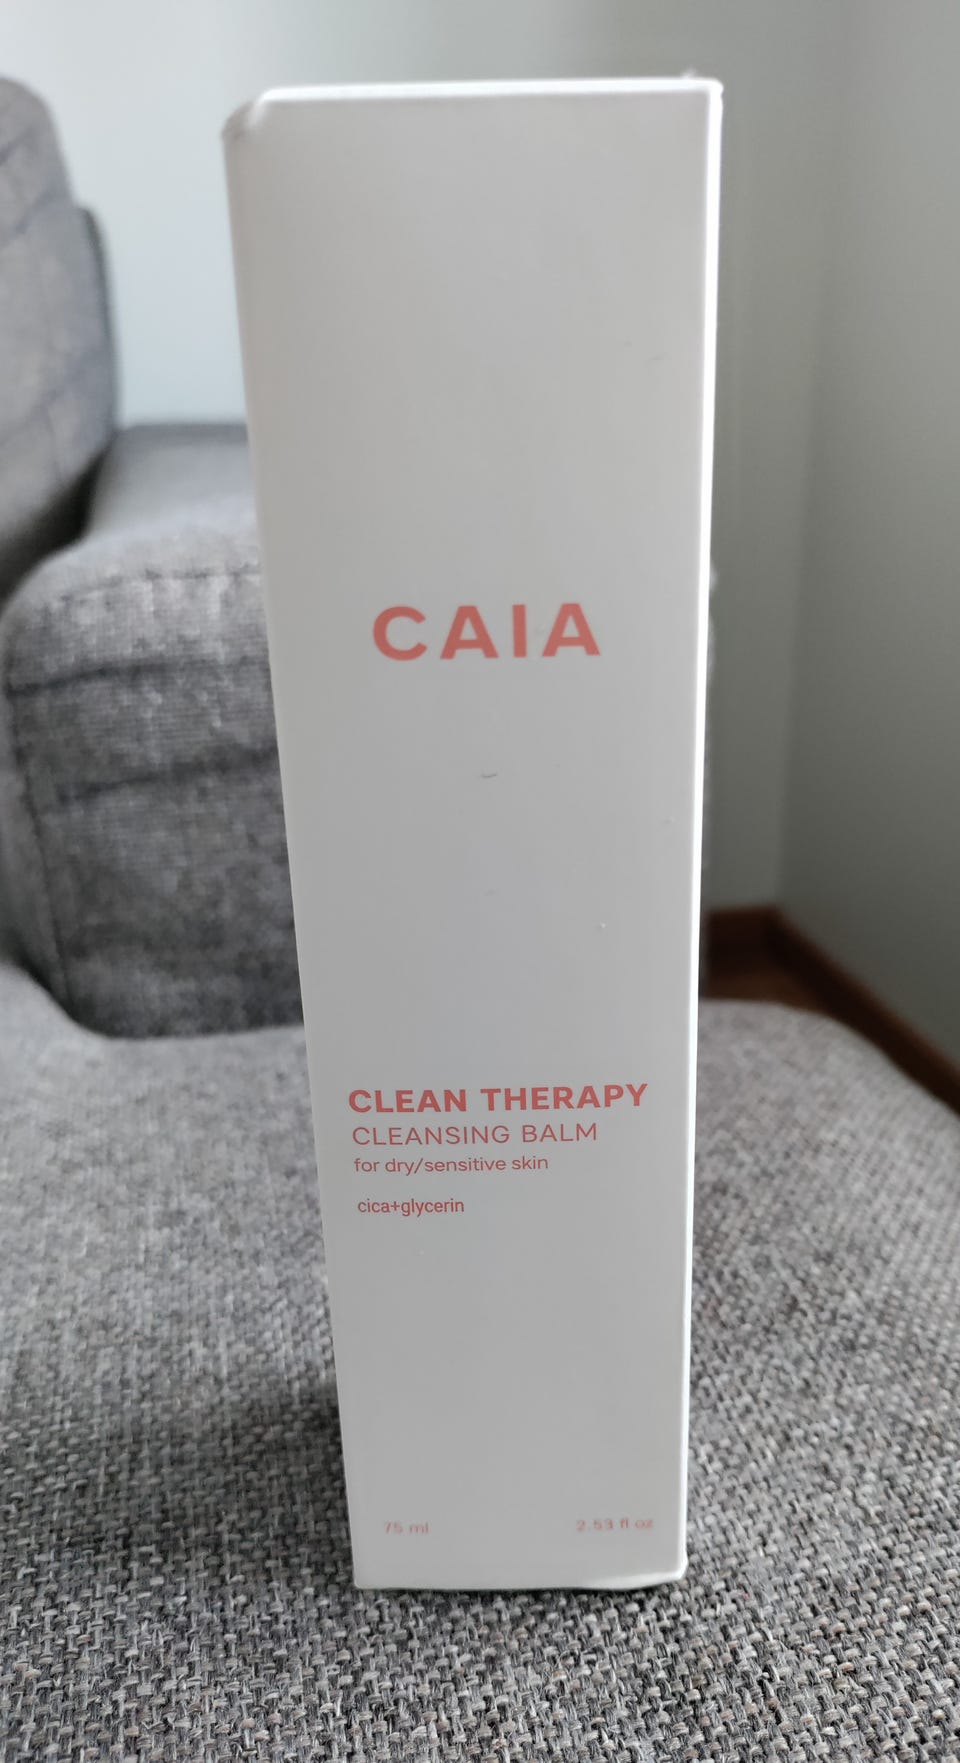 CAIA
CLEAN THERAPY
CLEANSING BALM
for dry/sensitive skin
cica+glycerin
75 ml 2.53 fl oz